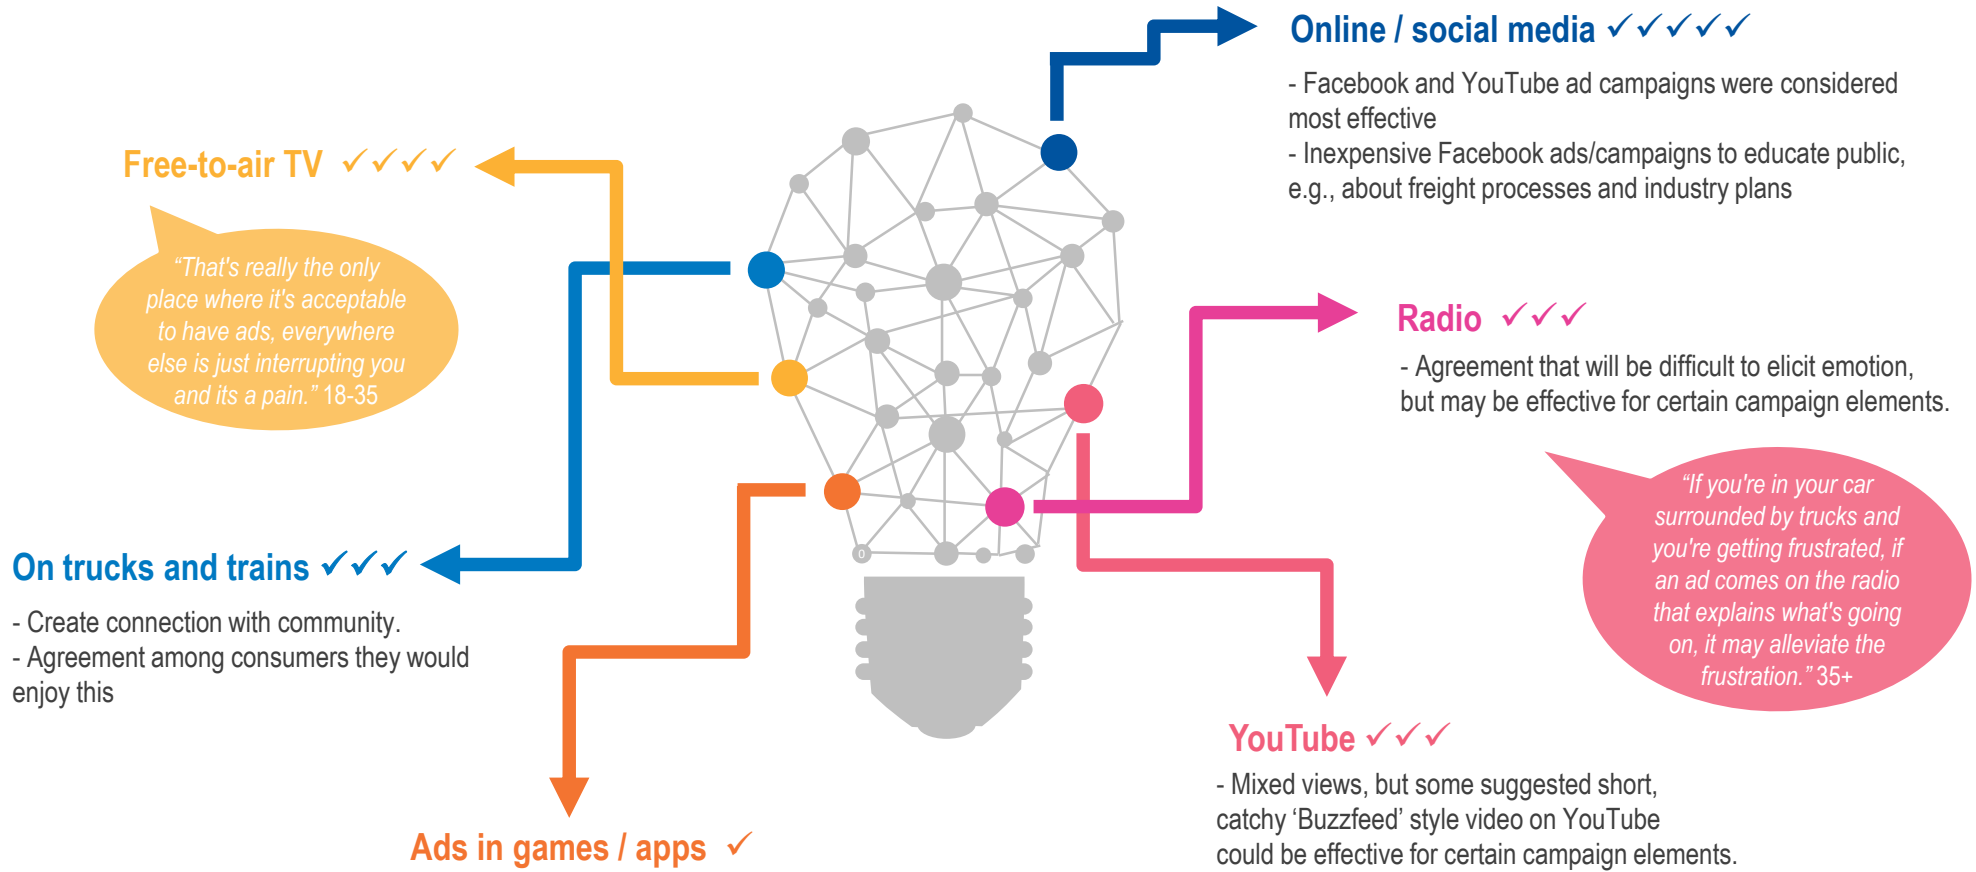 Online / social media ✓✓✓✓✓
- Facebook and YouTube ad campaigns were considered
most effective
- Inexpensive Facebook ads/campaigns to educate public,
e.g., about freight processes and industry plans
Free-to-air TV ✓✓✓✓
“That's really the only
place where it's acceptable
to have ads, everywhere
else is just interrupting you
and its a pain.” 18-35
Radio ✓✓✓
- Agreement that will be difficult to elicit emotion,
but may be effective for certain campaign elements.
“If you're in your car
surrounded by trucks and
you're getting frustrated, if
an ad comes on the radio
that explains what's going
on, it may alleviate the
frustration.” 35+
On trucks and trains ✓✓✓
- Create connection with community.
- Agreement among consumers they would
enjoy this
0
YouTube ✓✓✓
- Mixed views, but some suggested short,
catchy ‘Buzzfeed’ style video on YouTube
could be effective for certain campaign elements.
Ads in games / apps ✓